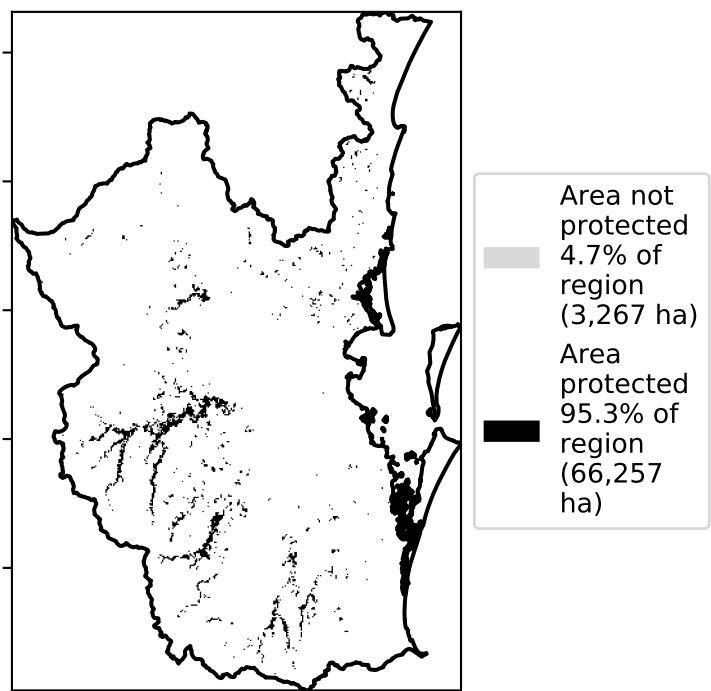 Area not
protected
4.7% of
region
(3,267 ha)
Area
protected
95.3% of
region
(66,257
ha)